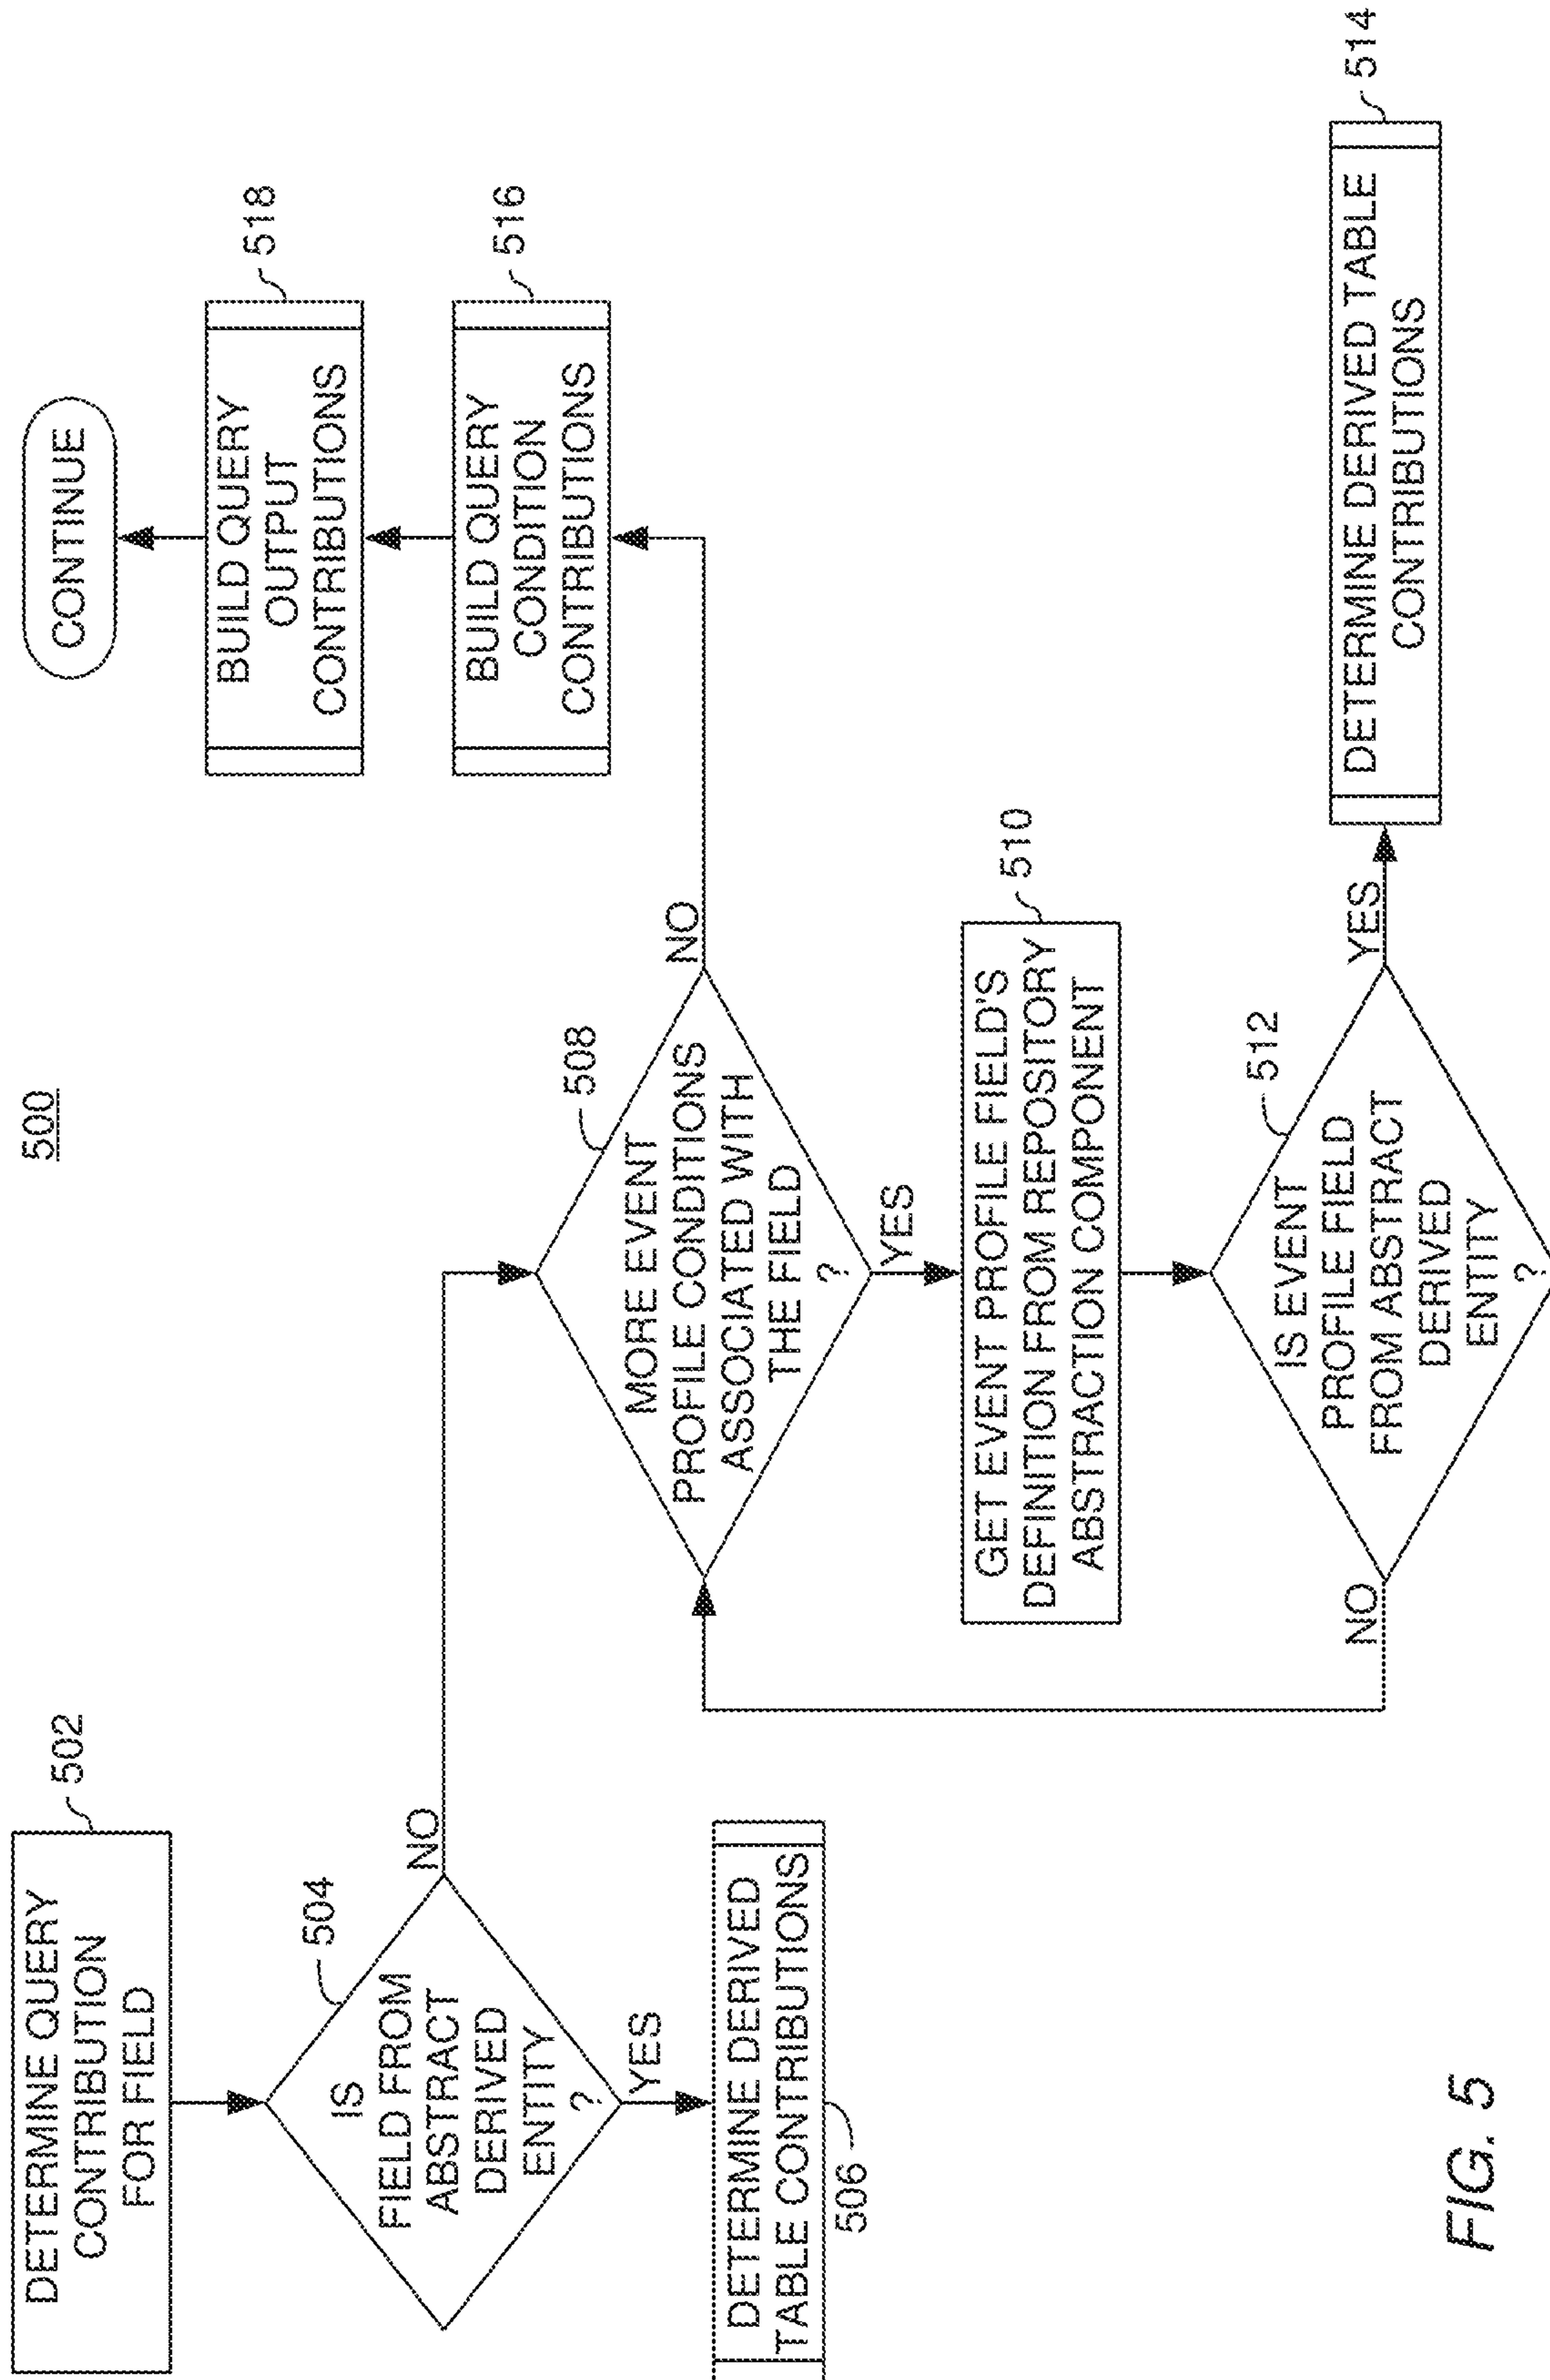 500
DETERMINE QUERY
CONTRIBUTION
FOR FIELD
502
IS
FIELD FROM
ABSTRACT
DERIVED
ENTITY
?
504
NO
YES
DETERMINE DERIVED
TABLE CONTRIBUTIONS
506
MORE EVENT
PROFILE CONDITIONS
ASSOCIATED WITH
THE FIELD
?
508
NO
YES
GET EVENT PROFILE FIELD'S
DEFINITION FROM REPOSITORY
ABSTRACTION COMPONENT
510
IS EVENT
PROFILE FIELD
FROM ABSTRACT
DERIVED
ENTITY
?
512
NO
YES
DETERMINE DERIVED TABLE
CONTRIBUTIONS
514
BUILD QUERY
CONDITION
CONTRIBUTIONS
516
BUILD QUERY
OUTPUT
CONTRIBUTIONS
518
CONTINUE
FIG. 5